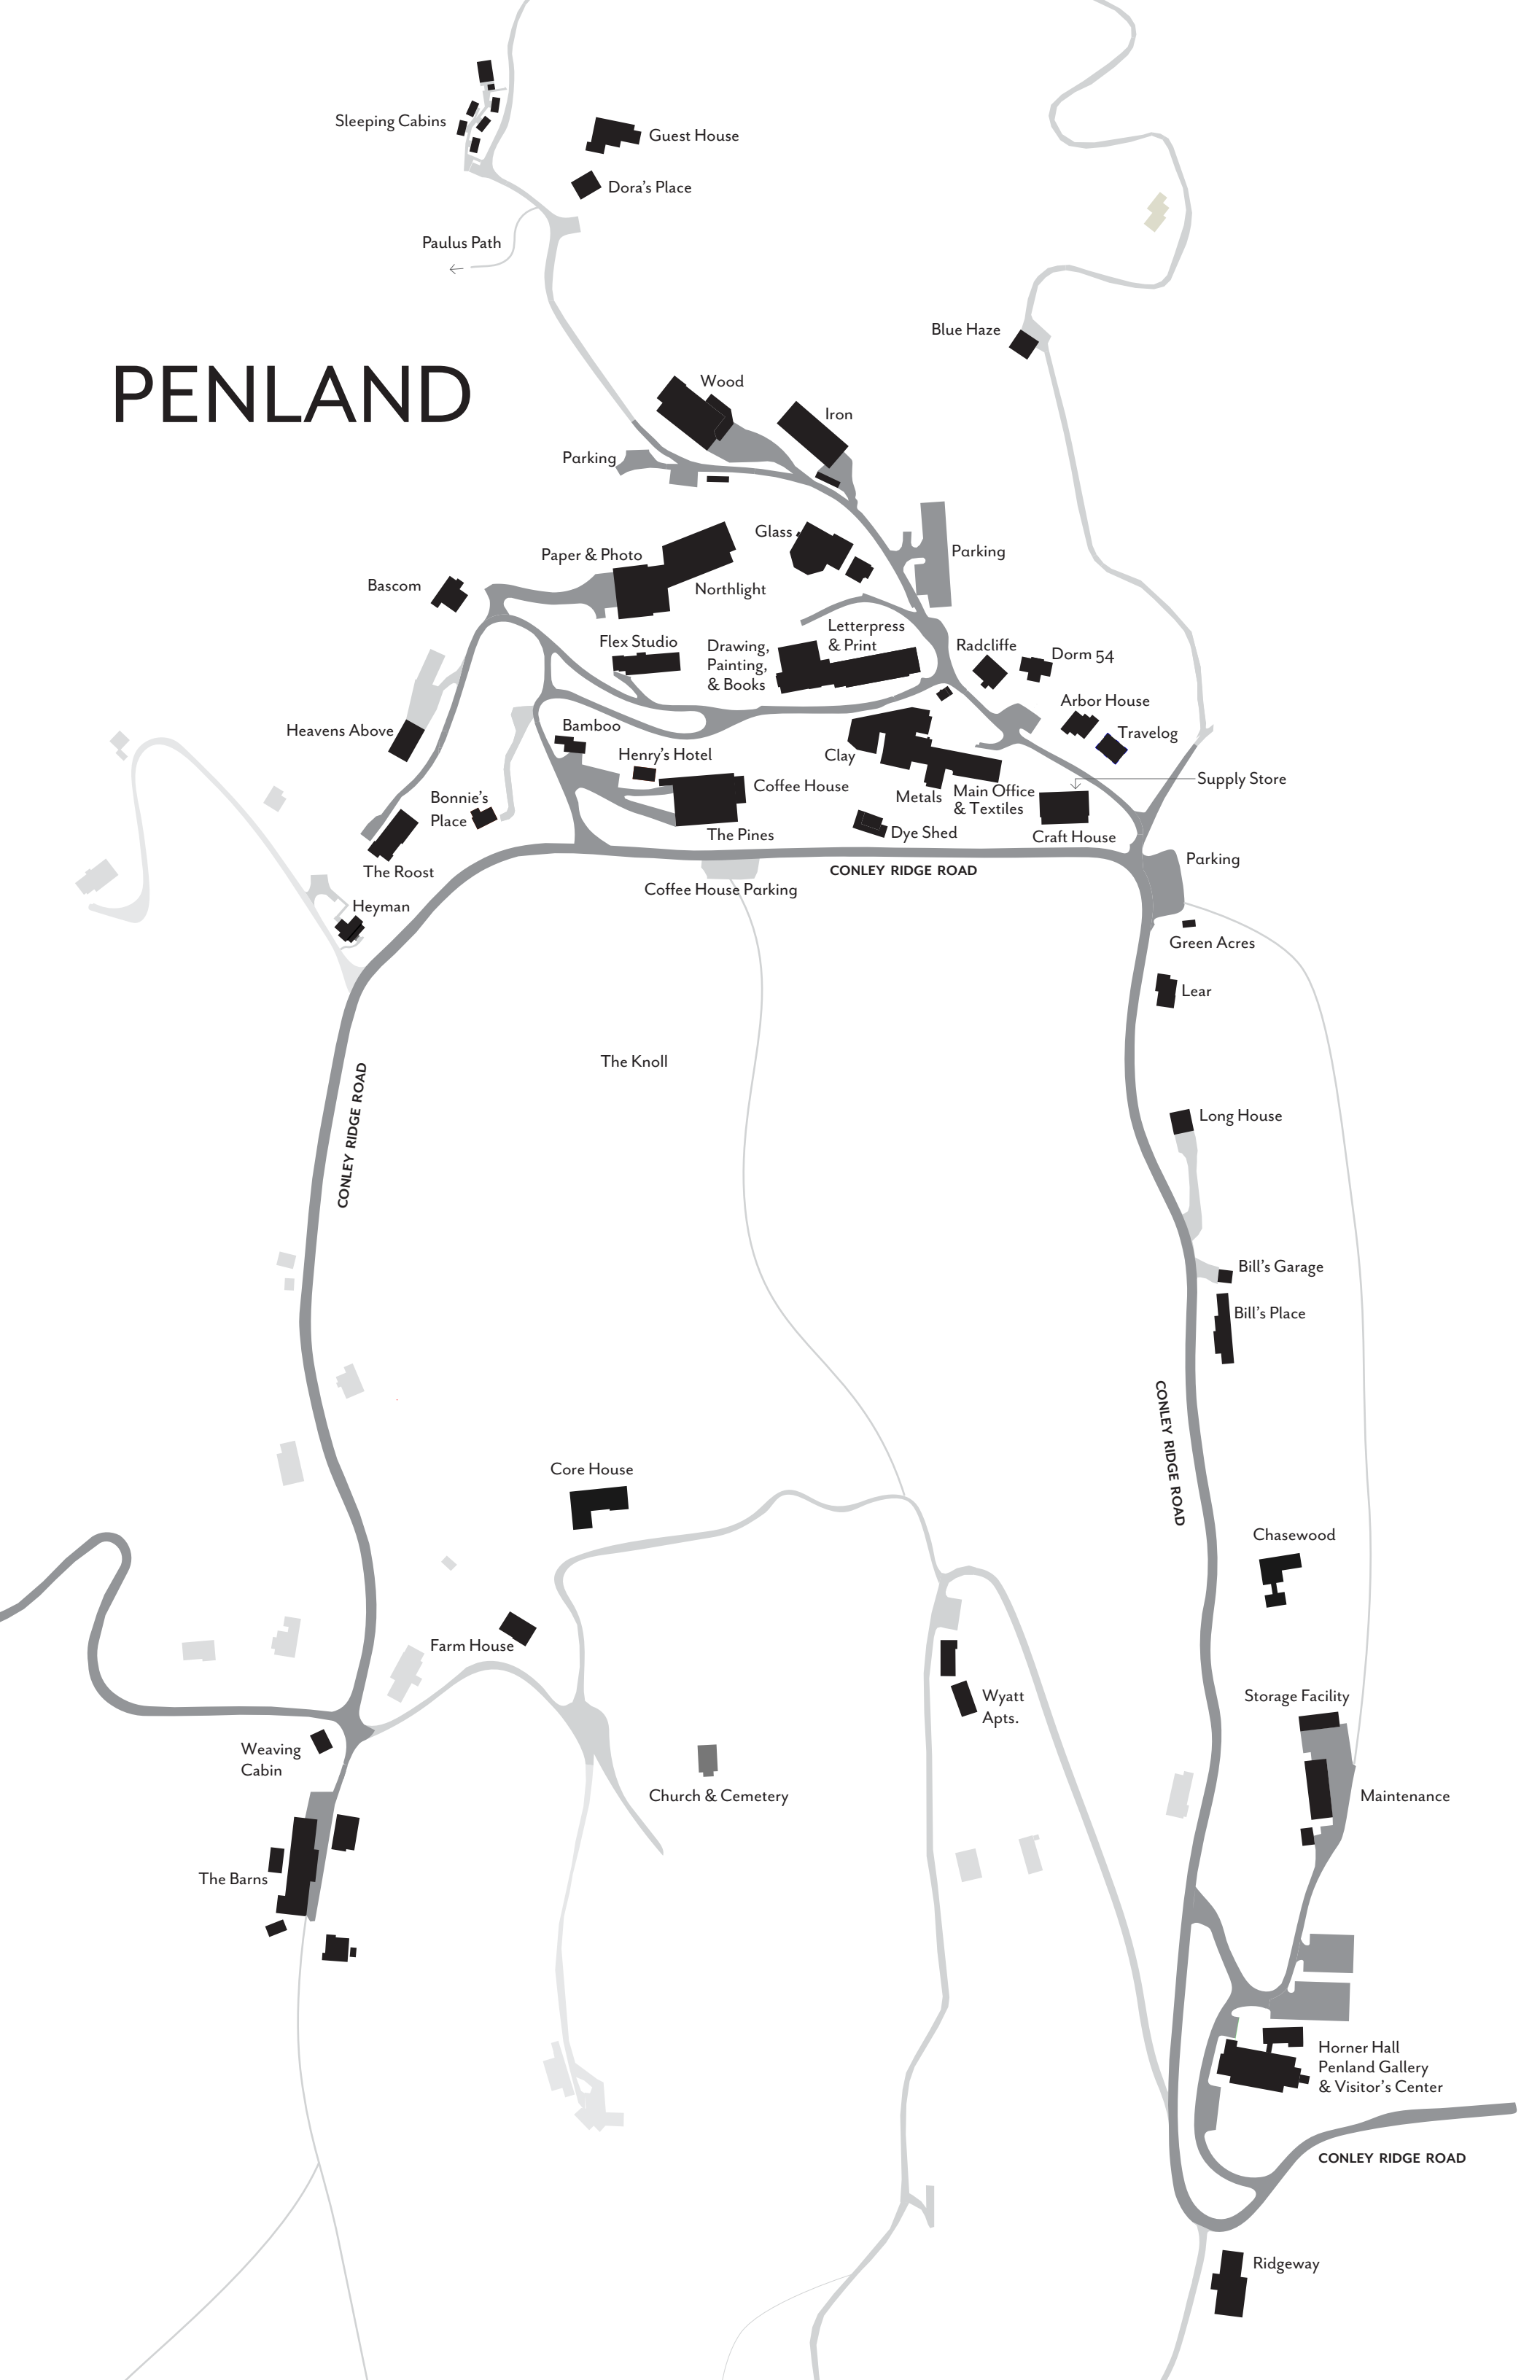 Sleeping Cabins
Guest House
Dora's Place
Paulus Path
Blue Haze
PENLAND
Wood
Iron
Parking
Glass
Parking
Paper & Photo
Northlight
Bascom
Flex Studio
Drawing,
Painting,
& Books
Letterpress
& Print
Radcliffe
Dorm 54
Arbor House
Travelog
Heavens Above
Bamboo
Henry's Hotel
Clay
Supply Store
Coffee House
Metals
Main Office
& Textiles
Bonnie's
Place
The Pines
Dye Shed
Craft House
The Roost
CONLEY RIDGE ROAD
Parking
Coffee House Parking
Heyman
Green Acres
Lear
The Knoll
CONLEY RIDGE ROAD
Long House
Bill's Garage
Bill's Place
CONLEY RIDGE ROAD
Core House
Chasewood
Farm House
Wyatt
Apts.
Storage Facility
Weaving
Cabin
Church & Cemetery
Maintenance
The Barns
Horner Hall
Penland Gallery
& Visitor's Center
CONLEY RIDGE ROAD
Ridgeway